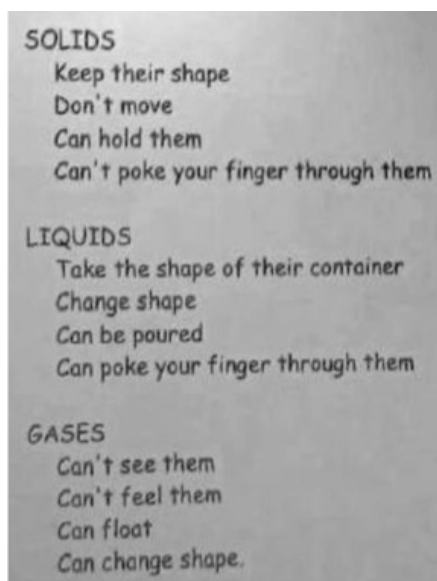 SOLIDS
Keep their shape
Don't move
Can hold them
Can't poke your finger through them
LIQUIDS
Take the shape of their container
Change shape
Can be poured
Can poke your finger through them
GASES
Can't see them
Can't feel them
Can float
Can change shape.